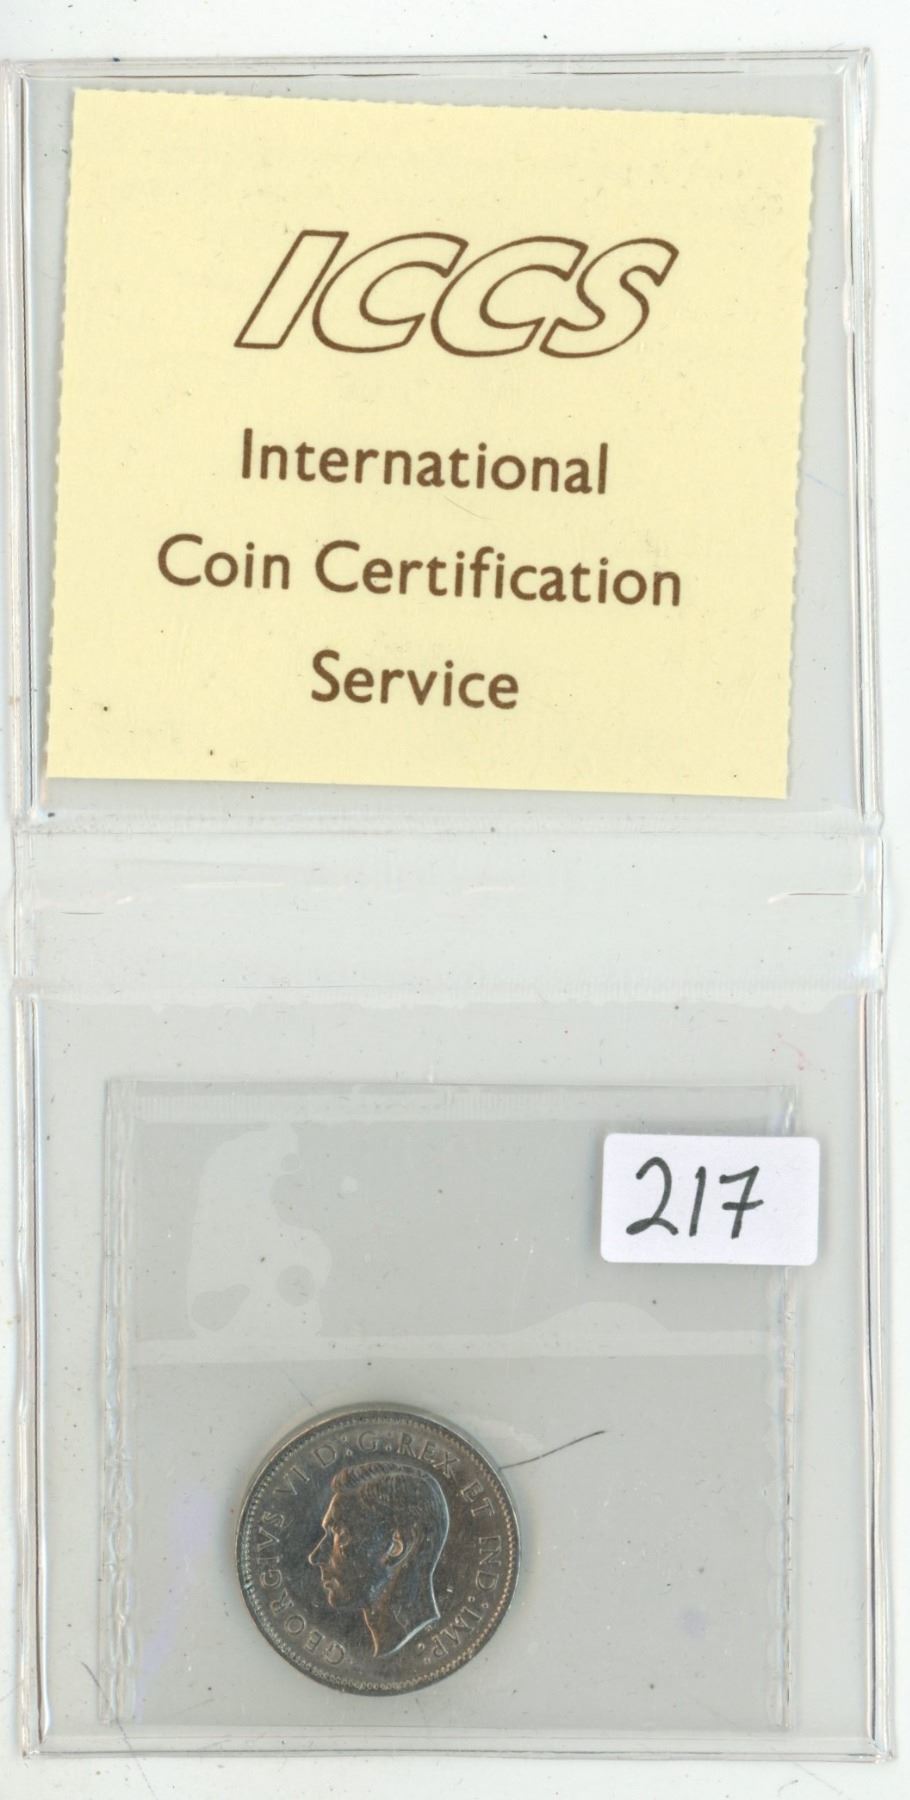 ICCS
International
Coin Certification
Service
217
GEORGIVS VI D:G:REX ET IND:IMP: